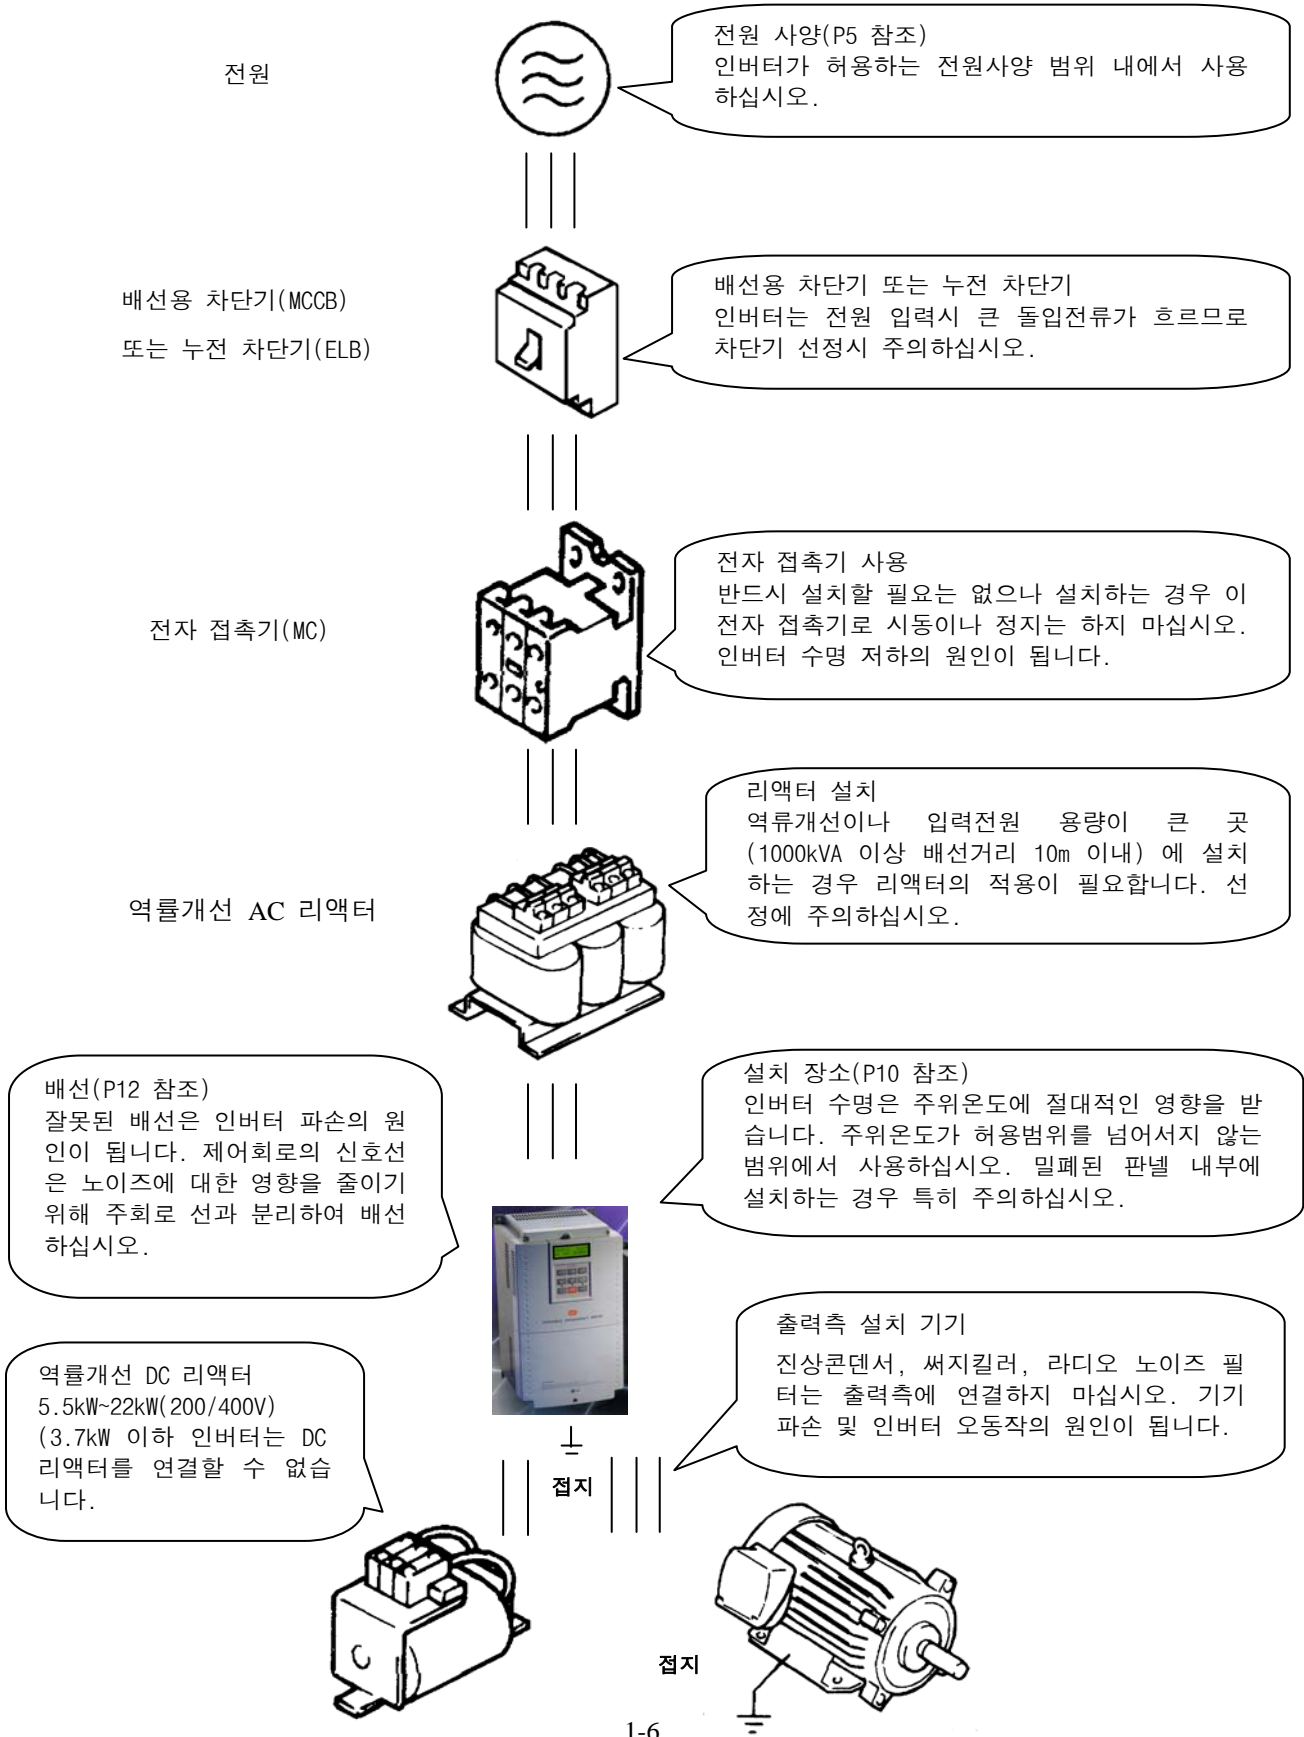 전원
전원 사양(P5 참조)
인버터가 허용하는 전원사양 범위 내에서 사용
하십시오.
배선용 차단기(MCCB)
또는 누전 차단기(ELB)
배선용 차단기 또는 누전 차단기
인버터는 전원 입력시 큰 돌입전류가 흐르므로
차단기 선정시 주의하십시오.
전자 접촉기(MC)
전자 접촉기 사용
반드시 설치할 필요는 없으나 설치하는 경우 이
전자 접촉기로 시동이나 정지는 하지 마십시오.
인버터 수명 저하의 원인이 됩니다.
역률개선 AC 리액터
리액터 설치
역류개선이나 입력전원 용량이 큰 곳
(1000kVA 이상 배선거리 10m 이내) 에 설치
하는 경우 리액터의 적용이 필요합니다. 선
정에 주의하십시오.
배선(P12 참조)
잘못된 배선은 인버터 파손의 원
인이 됩니다. 제어회로의 신호선
은 노이즈에 대한 영향을 줄이기
위해 주회로 선과 분리하여 배선
하십시오.
설치 장소(P10 참조)
인버터 수명은 주위온도에 절대적인 영향을 받
습니다. 주위온도가 허용범위를 넘어서지 않는
범위에서 사용하십시오. 밀폐된 판넬 내부에
설치하는 경우 특히 주의하십시오.
역률개선 DC 리액터
5.5kW~22kW(200/400V)
(3.7kW 이하 인버터는 DC
리액터를 연결할 수 없습
니다.
출력측 설치 기기
진상콘덴서, 써지킬러, 라디오 노이즈 필
터는 출력측에 연결하지 마십시오. 기기
파손 및 인버터 오동작의 원인이 됩니다.
접지
접지
1-6